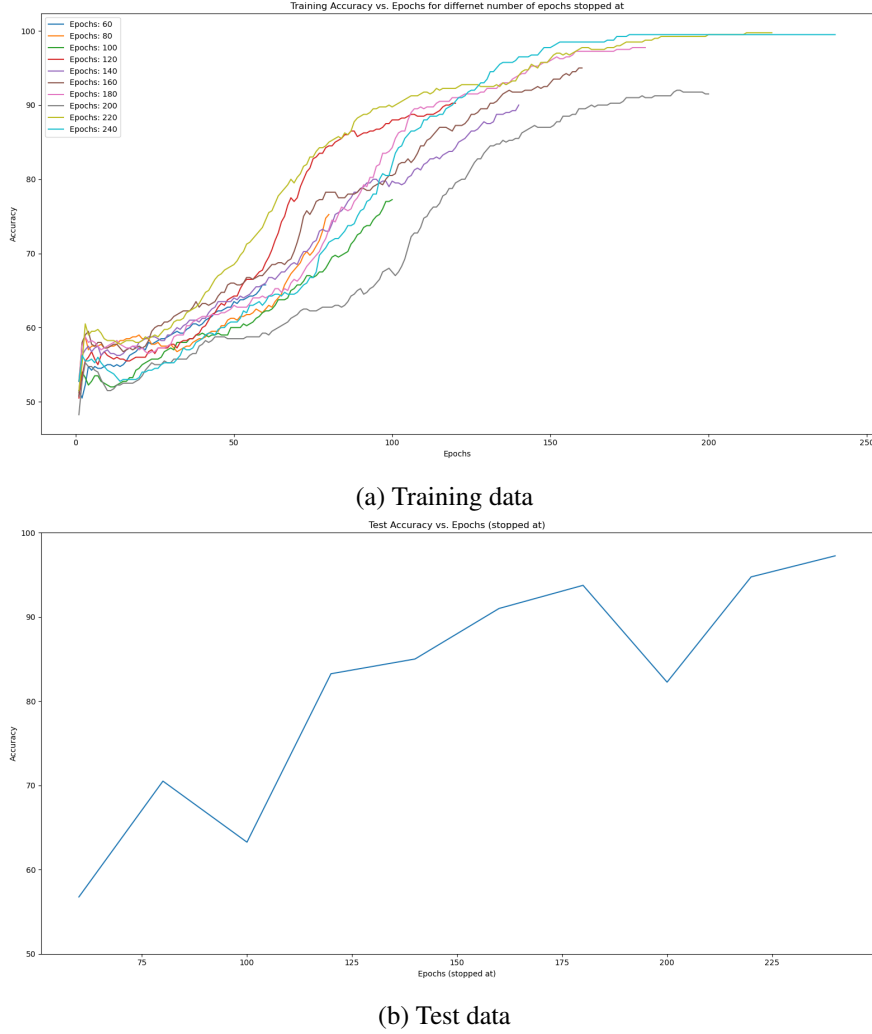 Training Accuracy vs. Epochs for differnet number of epochs stopped at
Epochs: 60
Epochs: 80
Epochs: 100
Epochs: 120
Epochs: 140
Epochs: 160
Epochs: 180
Epochs: 200
Epochs: 220
Epochs: 240
100
90
80
70
60
50
Accuracy
0 50 100 150 200 250
Epochs
(a) Training data
Test Accuracy vs. Epochs (stopped at)
100
90
80
70
60
50
Accuracy
75 100 125 150 175 200 225
Epochs (stopped at)
(b) Test data